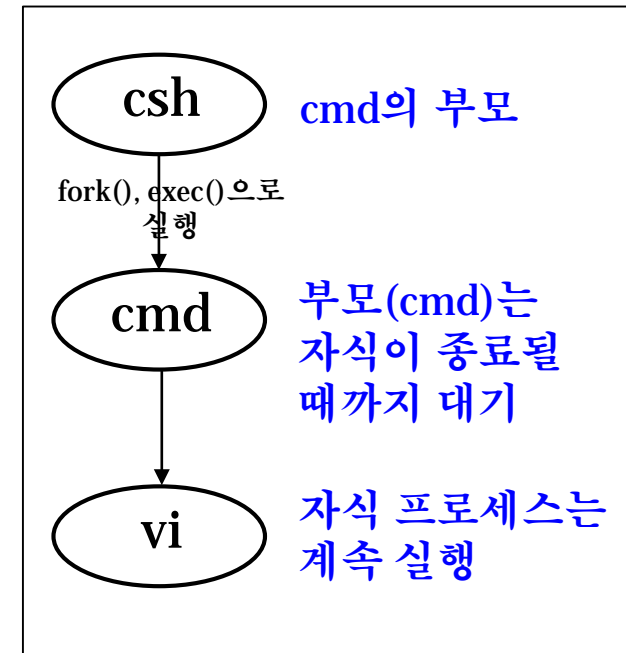 csh
cmd의 부모
fork(), exec()으로
실행
cmd
부모(cmd)는
자식이 종료될
때까지 대기
vi
자식 프로세스는
계속 실행